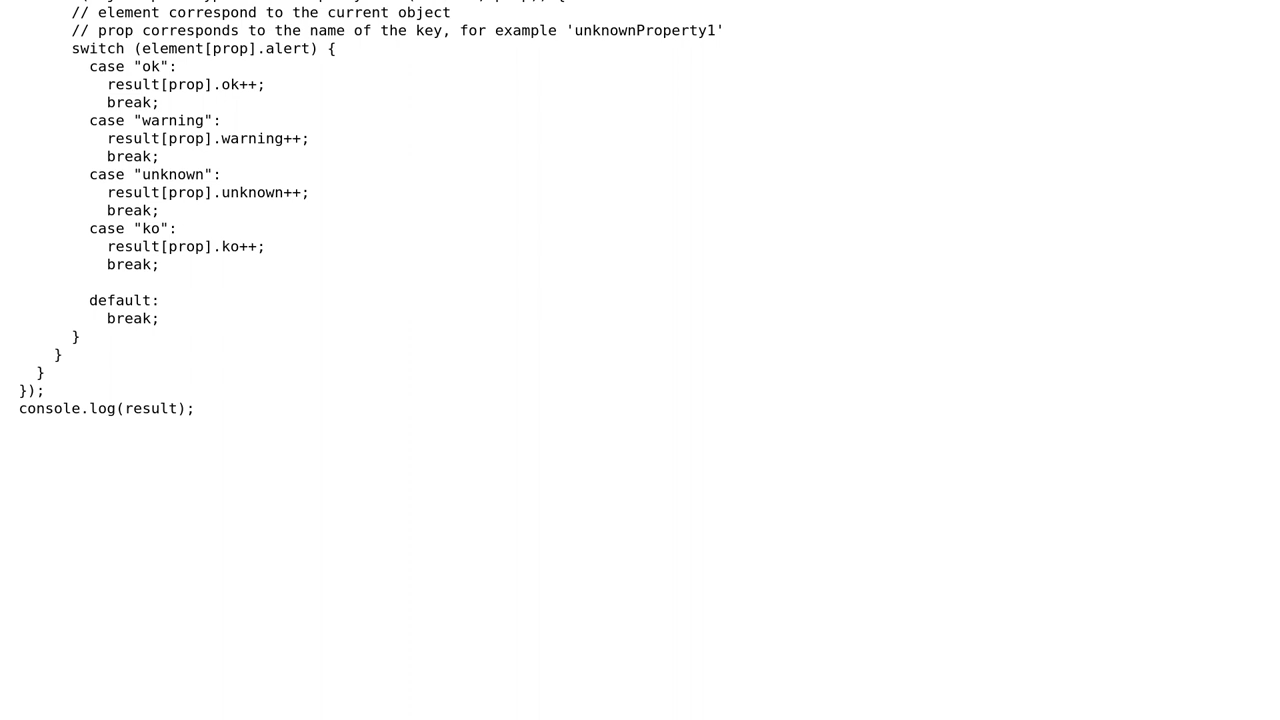 // element correspond to the current object
// prop corresponds to the name of the key, for example 'unknownProperty1'
switch (element[prop].alert) {
case "ok":
result[prop].ok++;
break;
case "warning":
result[prop].warning++;
break;
case "unknown":
result[prop].unknown++;
break;
case "ko":
result[prop].ko++;
break;
default:
break;
}
}
}
});
console.log(result);